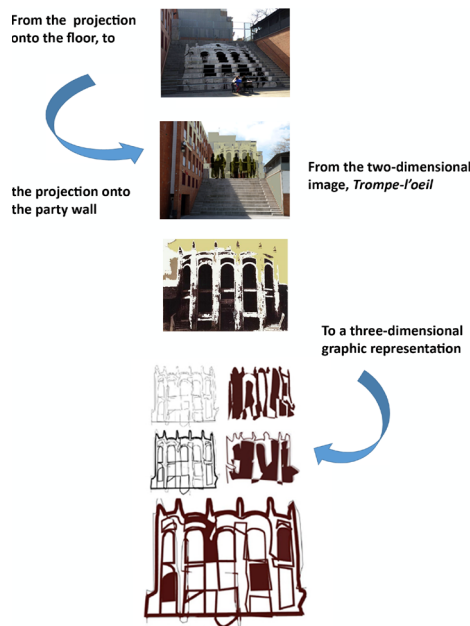 From the projection
onto the floor, to
the projection onto
the party wall
From the two-dimensional
image, Trompe-l'oeil
To a three-dimensional
graphic representation